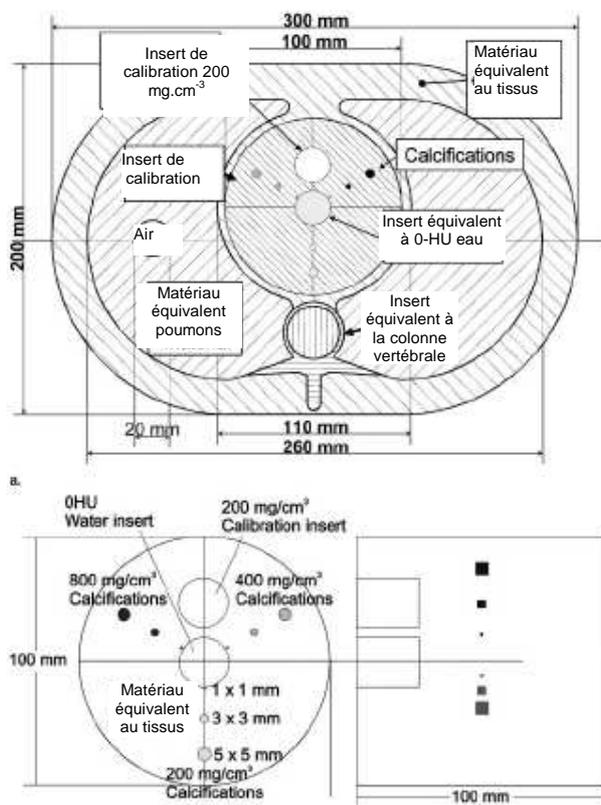 300 mm
100 mm
Insert de
calibration 200
mg.cm-3
Matériau
équivalent
au tissus
Insert de
calibration
Calcifications
200 mm
Air
Insert équivalent
à 0-HU eau
Matériau
équivalent
poumons
Insert
équivalent à
la colonne
vertébrale
20 mm
110 mm
260 mm
a.
0HU
Water insert
200 mg/cm³
Calibration insert
800 mg/cm³
Calcifications
400 mg/cm³
Calcifications
100 mm
Matériau
équivalent
au tissus
1 x 1 mm
3 x 3 mm
5 x 5 mm
200 mg/cm³
Calcifications
100 mm